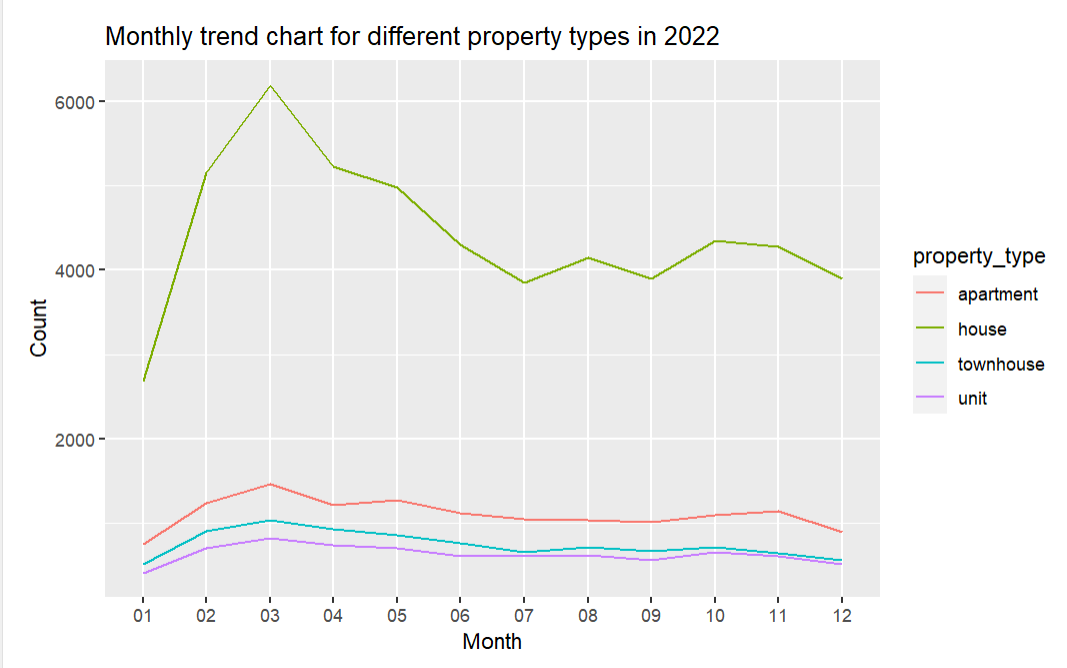 Monthly trend chart for different property types in 2022
6000
4000
2000
Count
01 02 03 04 05 06 07 08 09 10 11 12
Month
property_type
apartment
house
townhouse
unit